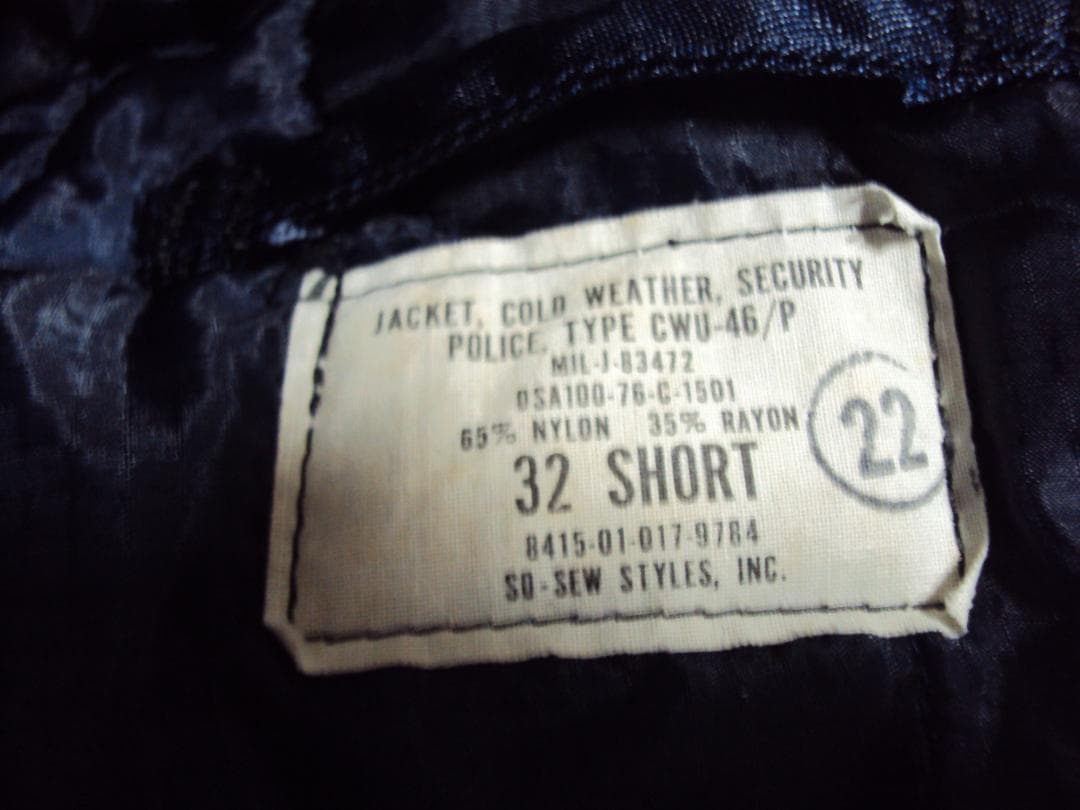 JACKET, COLD WEATHER, SECURITY
POLICE, TYPE CWU-46/P
MIL-J-83472
DSA100-76-C-1501
65% NYLON 35% RAYON
22
32 SHORT
8415-01-017-9784
SO-SEW STYLES, INC.